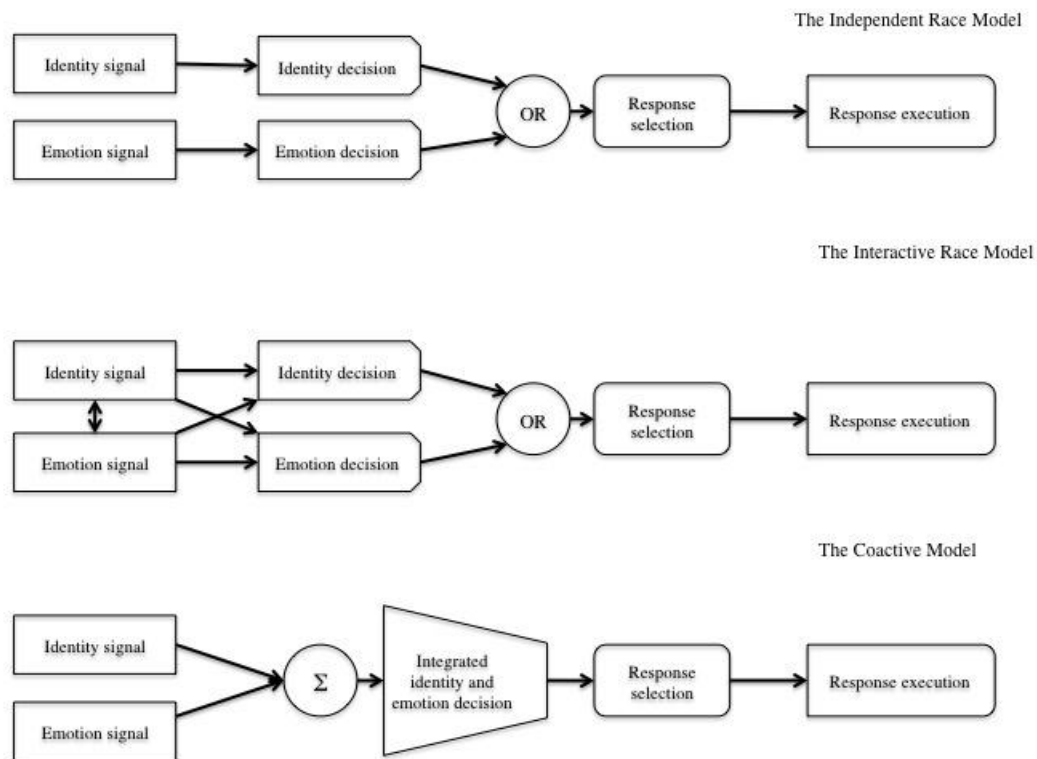 The Independent Race Model
Identity signal
Identity decision
Emotion signal
Emotion decision
OR
Response
selection
Response execution
The Interactive Race Model
Identity signal
Identity decision
Emotion signal
Emotion decision
OR
Response
selection
Response execution
The Coactive Model
Identity signal
Emotion signal
Σ
Integrated
identity and
emotion decision
Response
selection
Response execution